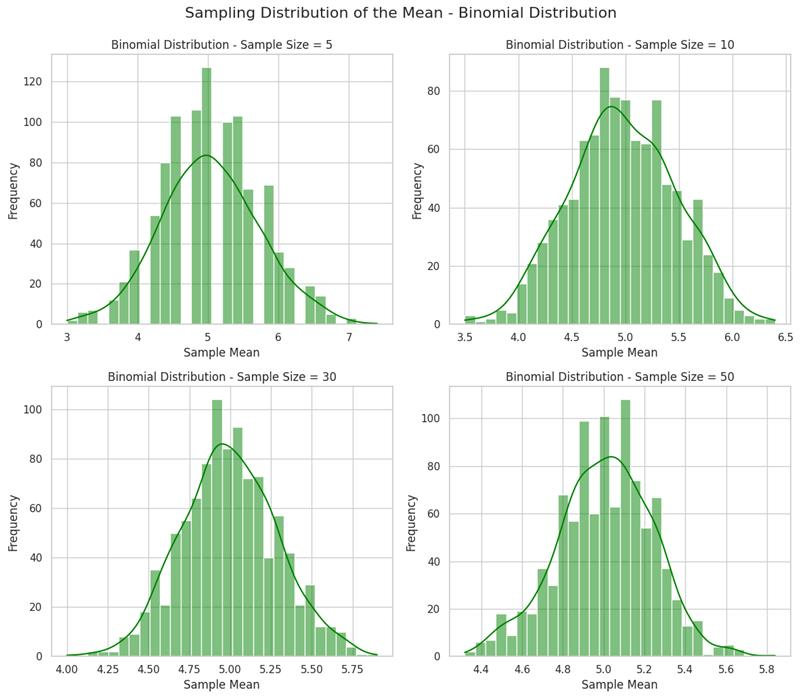 Sampling Distribution of the Mean - Binomial Distribution
Binomial Distribution - Sample Size = 5
Frequency
120
100
80
60
40
20
0
3 4 5 6 7
Sample Mean
Binomial Distribution - Sample Size = 10
Frequency
80
60
40
20
0
3.5 4.0 4.5 5.0 5.5 6.0 6.5
Sample Mean
Binomial Distribution - Sample Size = 30
Frequency
100
80
60
40
20
0
4.00 4.25 4.50 4.75 5.00 5.25 5.50 5.75
Sample Mean
Binomial Distribution - Sample Size = 50
Frequency
100
80
60
40
20
0
4.4 4.6 4.8 5.0 5.2 5.4 5.6 5.8
Sample Mean